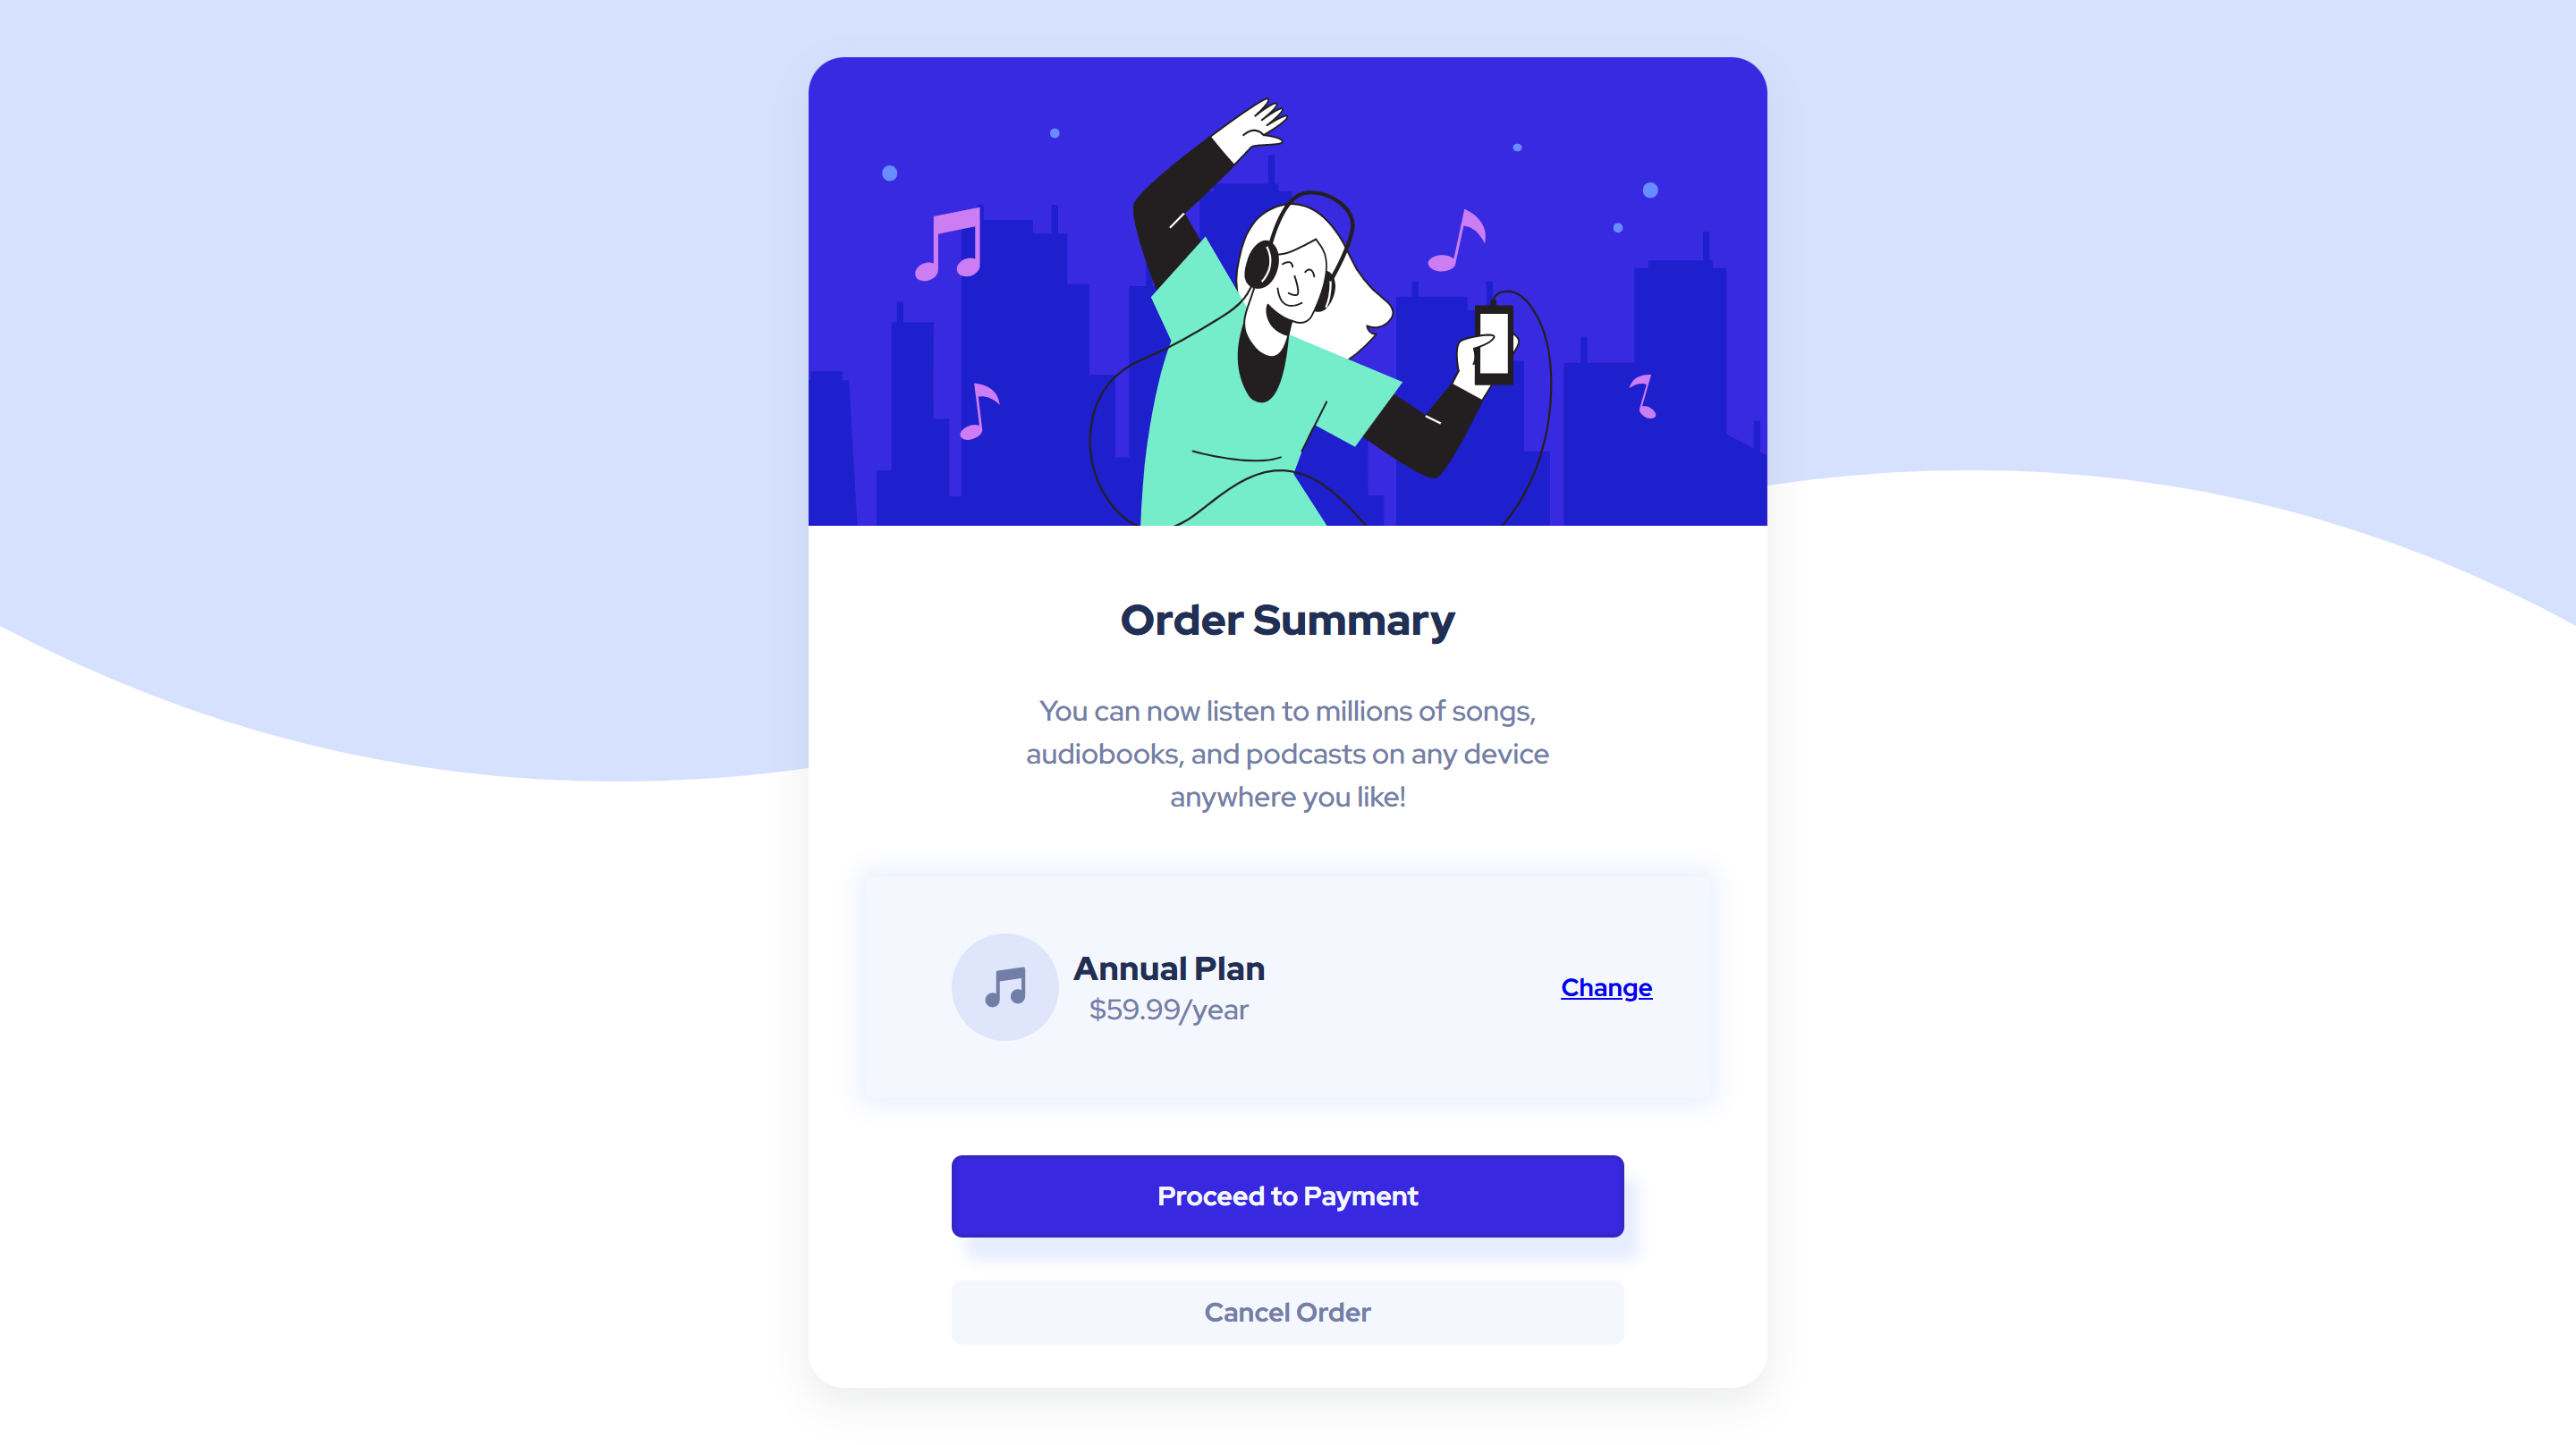 Order Summary
You can now listen to millions of songs,
audiobooks, and podcasts on any device
anywhere you like!
Annual Plan
$59.99/year
Change
Proceed to Payment
Cancel Order